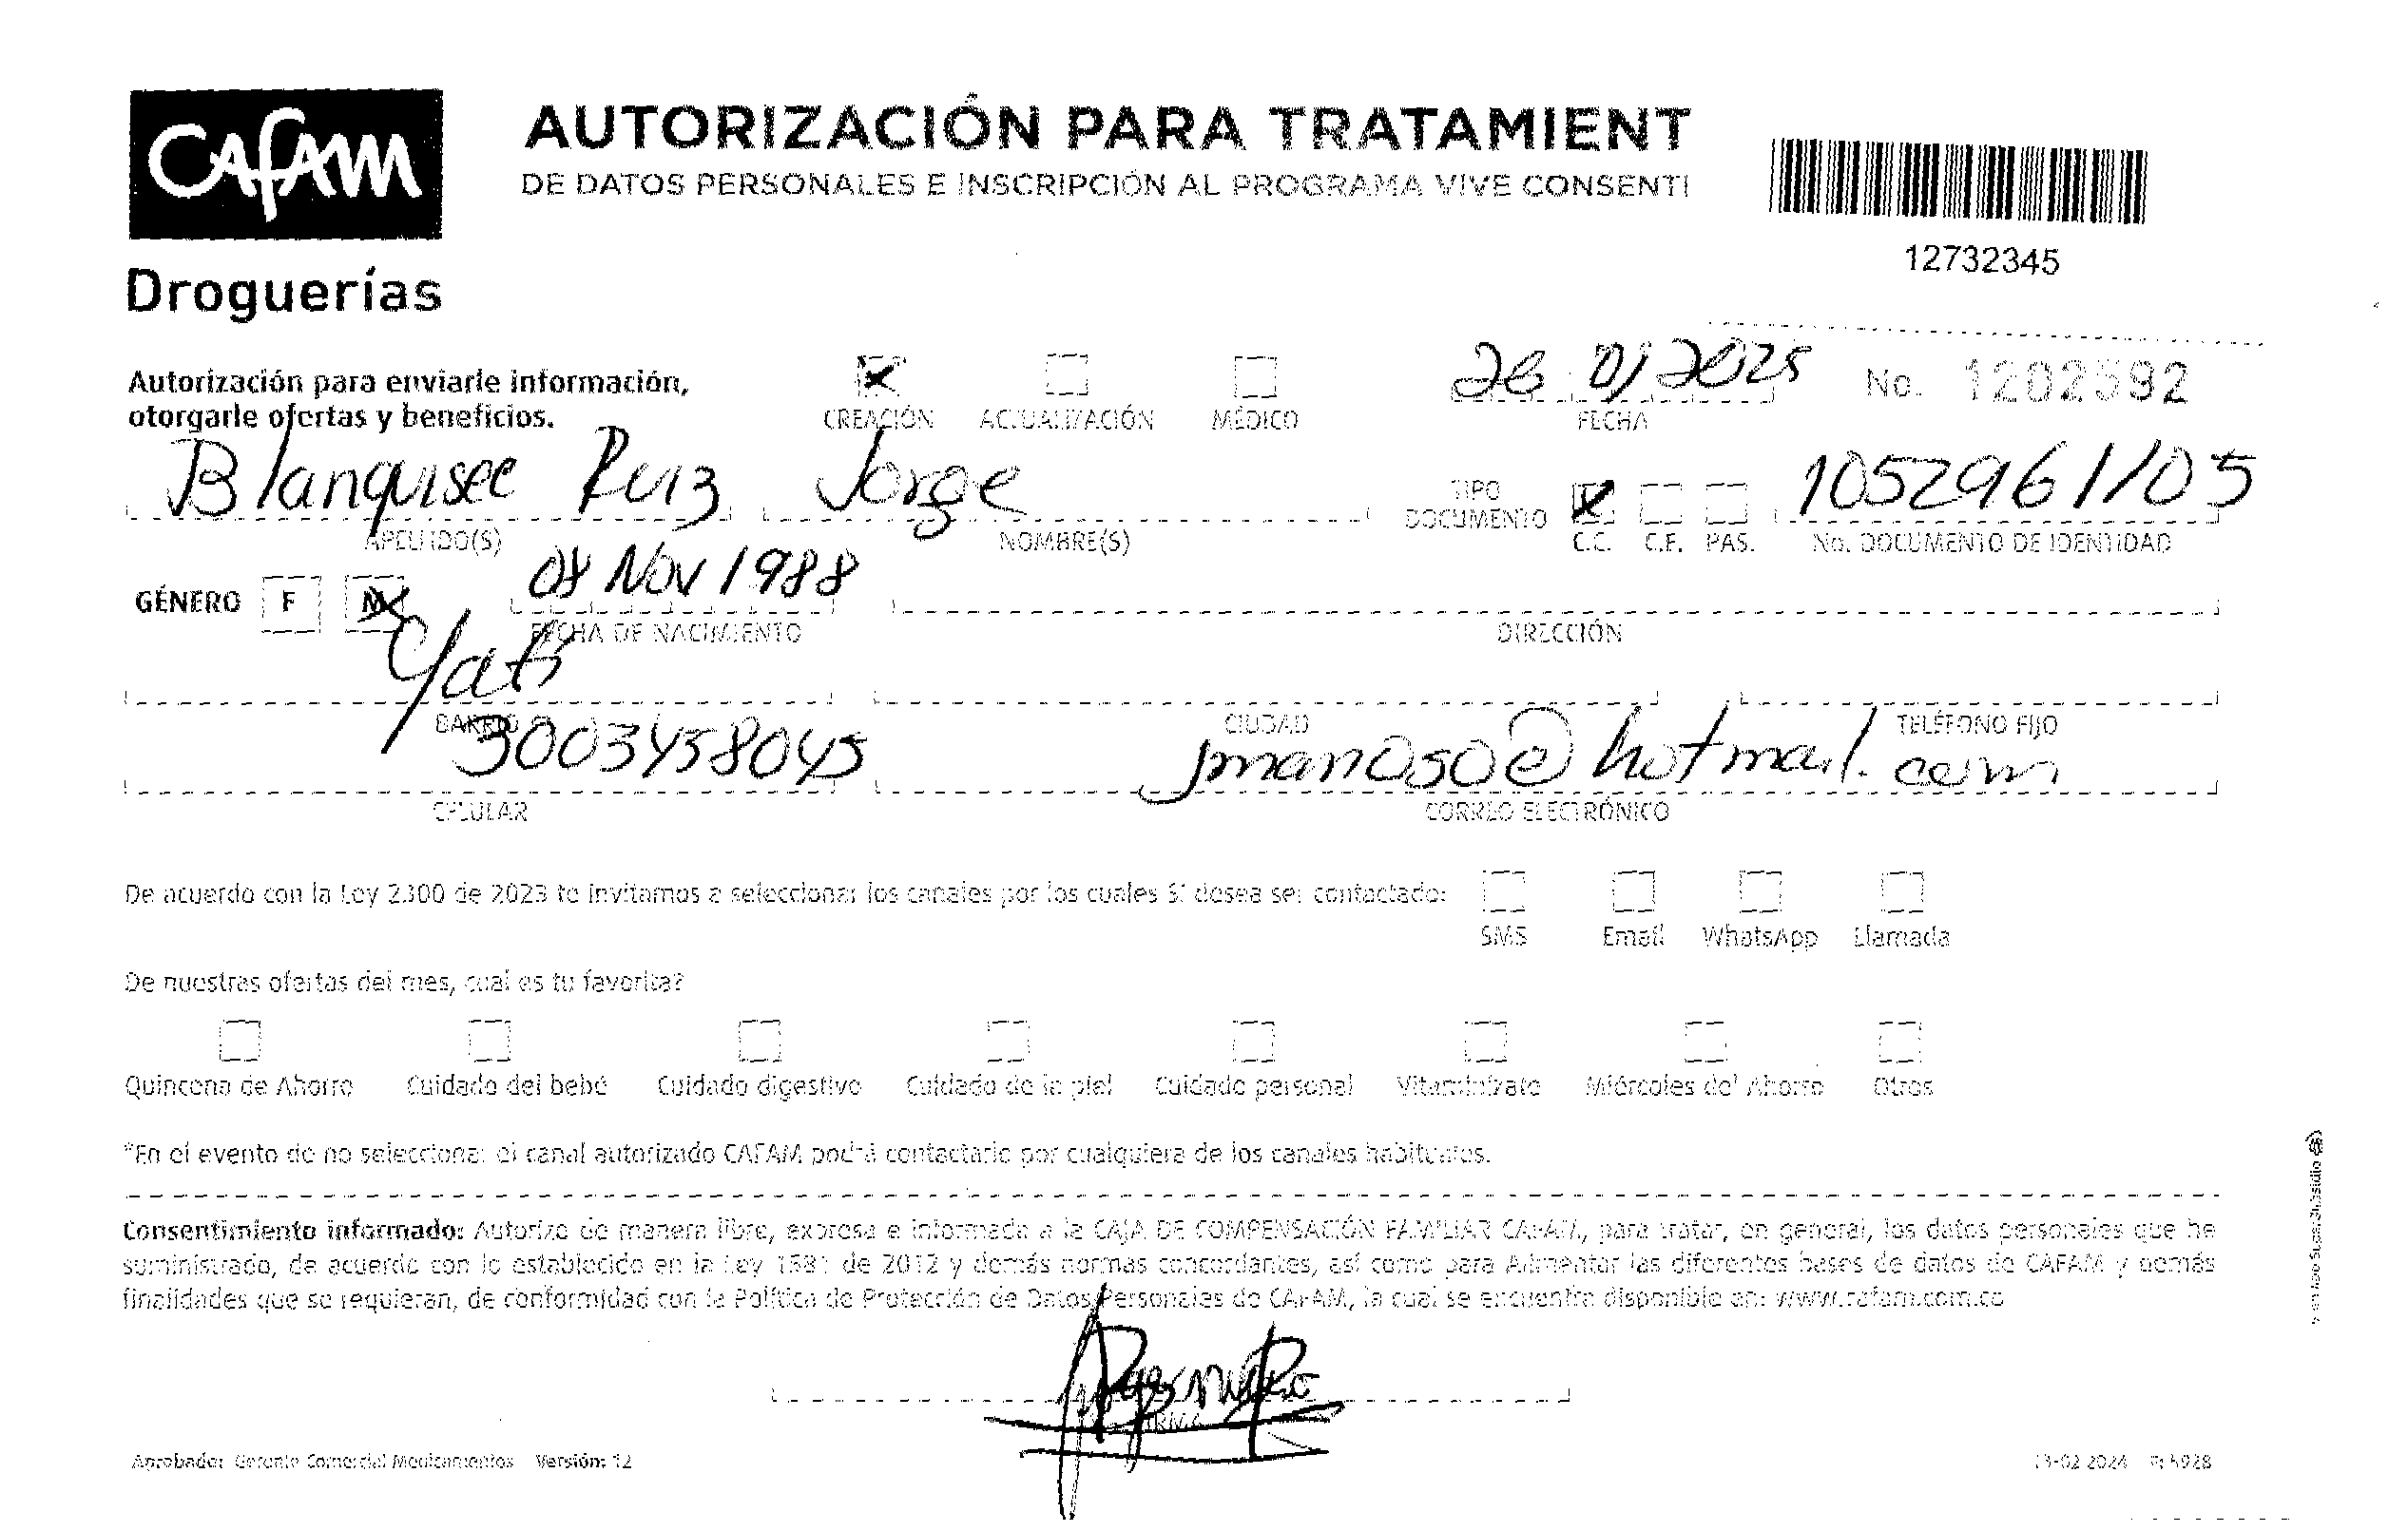 CAFAM
Droguerías
AUTORIZACIÓN PARA TRATAMIENT
DE DATOS PERSONALES E INSCRIPCIÓN AL PROGRAMA VIVE CONSENTI
12732345
Autorización para enviarle información,
otorgarle ofertas y beneficios.
CREACIÓN ACTUALIZACIÓN MÉDICO
2025
FECHA
No. 1202592
Blanquisec Ruiz Jorge
APELLIDO(S) NOMBRE(S)
TIPO
DOCUMENTO
C.C. C.E. PAS.
1052961105
No. DOCUMENTO DE IDENTIDAD
GÉNERO F M
Nov 1988
FECHA DE NACIMIENTO DIRECCIÓN
Yati
BARRIO CIUDAD TELÉFONO FIJO
3003458045 jmanoso@hotmail.com
CELULAR CORREO ELECTRÓNICO
De acuerdo con la Ley 2300 de 2023 te invitamos a seleccionar los canales por los cuales SÍ desea ser contactado:
SMS Email WhatsApp Llamada
De nuestras ofertas del mes, cual es tu favorita?
Quincena de Ahorro Cuidado del bebé Cuidado digestivo Cuidado de la piel Cuidado personal Miércoles del Ahorro Otros
*En el evento de no seleccionar el canal autorizado CAFAM podrá contactarlo por cualquiera de los canales habituales.
Consentimiento informado: Autorizo de manera libre, expresa e informada a la CAJA DE COMPENSACIÓN FAMILIAR CAFAM, para tratar, en general, los datos personales que he
suministrado, de acuerdo con lo establecido en la Ley 1581 de 2012 y demás normas concordantes, así como para Alimentar las diferentes bases de datos de CAFAM y demás
finalidades que se requieran, de conformidad con la Política de Protección de Datos Personales de CAFAM, la cual se encuentra disponible en: www.cafam.com.co
FIRMA
Aprobador Gerente Comercial Medicamentos Versión: 12
13-02-2024